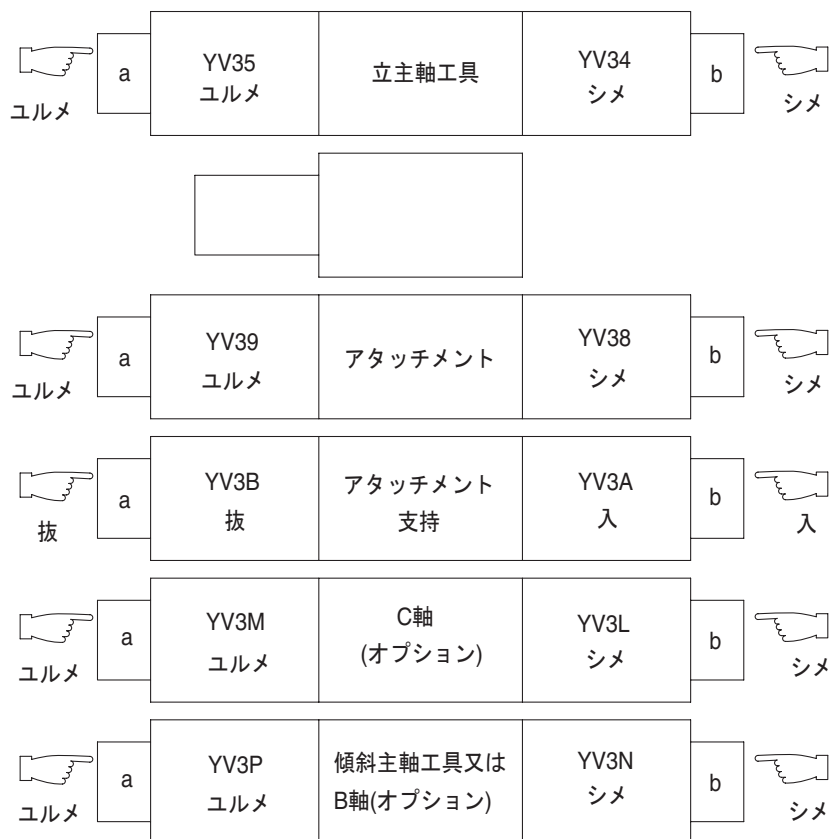 a
YV35
ユルメ
立主軸工具
YV34
シメ
b
ユルメ
シメ
a
YV39
ユルメ
アタッチメント
YV38
シメ
b
ユルメ
シメ
a
YV3B
抜
アタッチメント
支持
YV3A
入
b
抜
入
a
YV3M
ユルメ
C軸
(オプション)
YV3L
シメ
b
ユルメ
シメ
a
YV3P
ユルメ
傾斜主軸工具又は
B軸(オプション)
YV3N
シメ
b
ユルメ
シメ